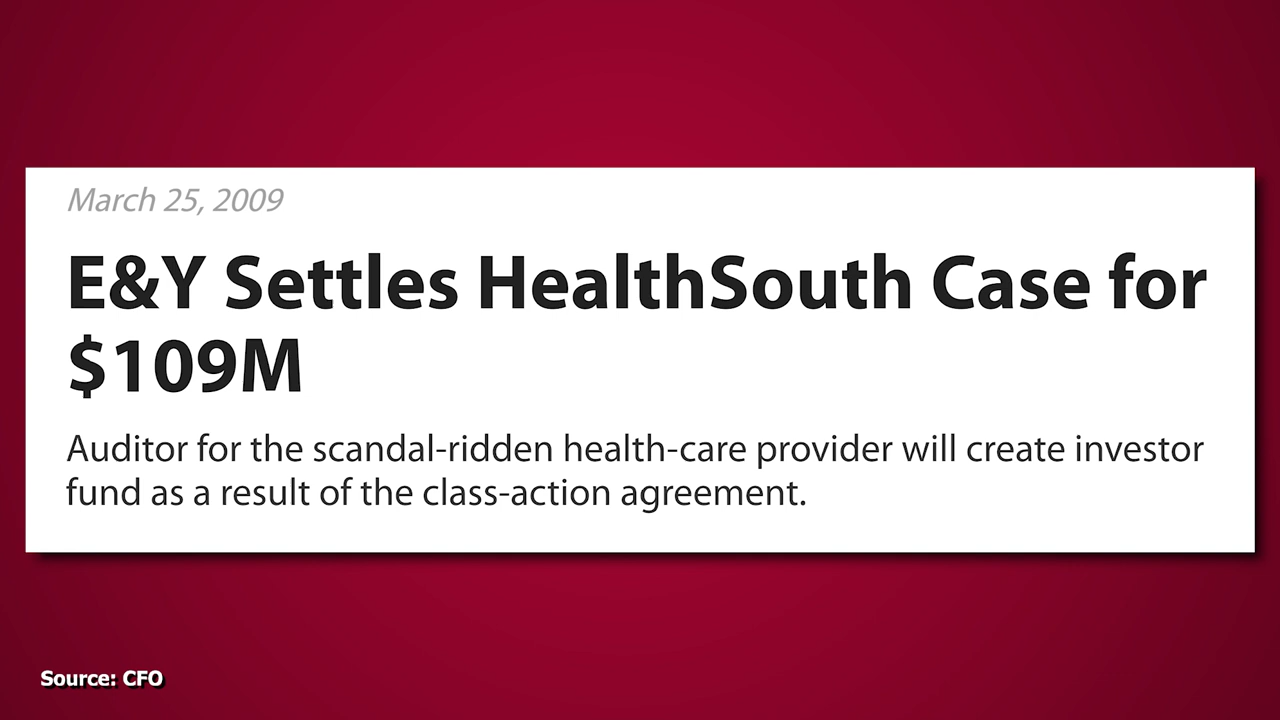 March 25, 2009
E&Y Settles HealthSouth Case for
$109M
Auditor for the scandal-ridden health-care provider will create investor
fund as a result of the class-action agreement.
Source: CFO